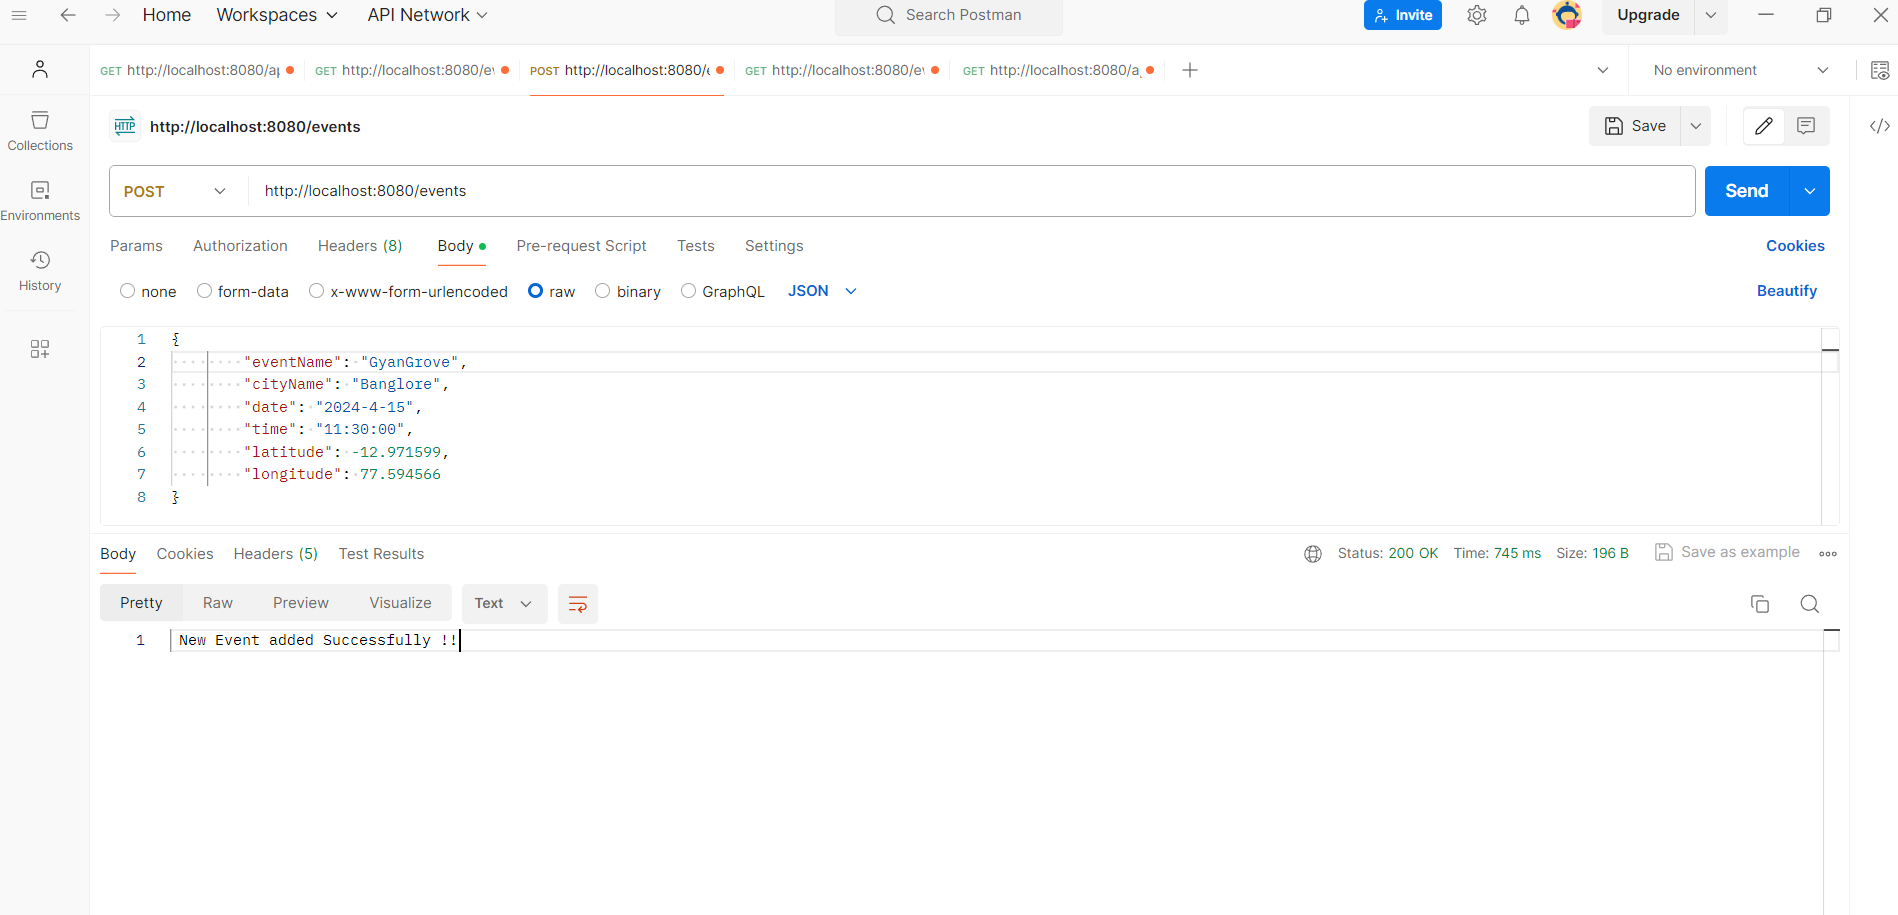 Home Workspaces API Network Search Postman Invite Upgrade
GET http://localhost:8080/ap GET http://localhost:8080/ev POST http://localhost:8080/e GET http://localhost:8080/ev GET http://localhost:8080/a No environment
HTTP http://localhost:8080/events Save
Collections
POST http://localhost:8080/events Send
Environments
Params Authorization Headers (8) Body Pre-request Script Tests Settings Cookies
History
none form-data x-www-form-urlencoded raw binary GraphQL JSON Beautify
1 {
2 "eventName": "GyanGrove",
3 "cityName": "Banglore",
4 "date": "2024-4-15",
5 "time": "11:30:00",
6 "latitude": -12.971599,
7 "longitude": 77.594566
8 }
Body Cookies Headers (5) Test Results Status: 200 OK Time: 745 ms Size: 196 B Save as example
Pretty Raw Preview Visualize Text
1 New Event added Successfully !!